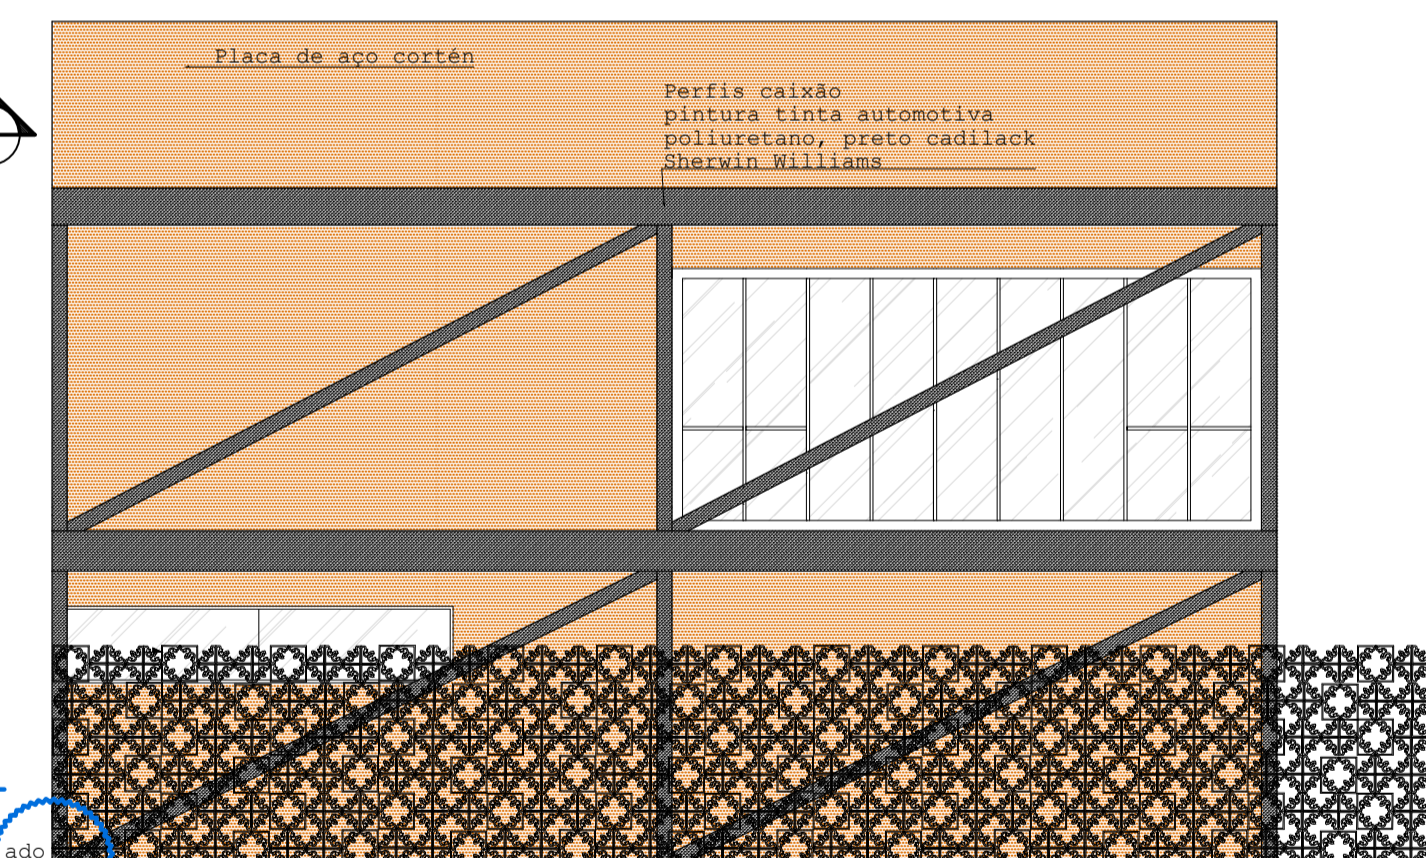 Placa de aço cortén
Perfis caixão
pintura tinta automotiva
poliuretano, preto cadilack
Sherwin Williams
ado